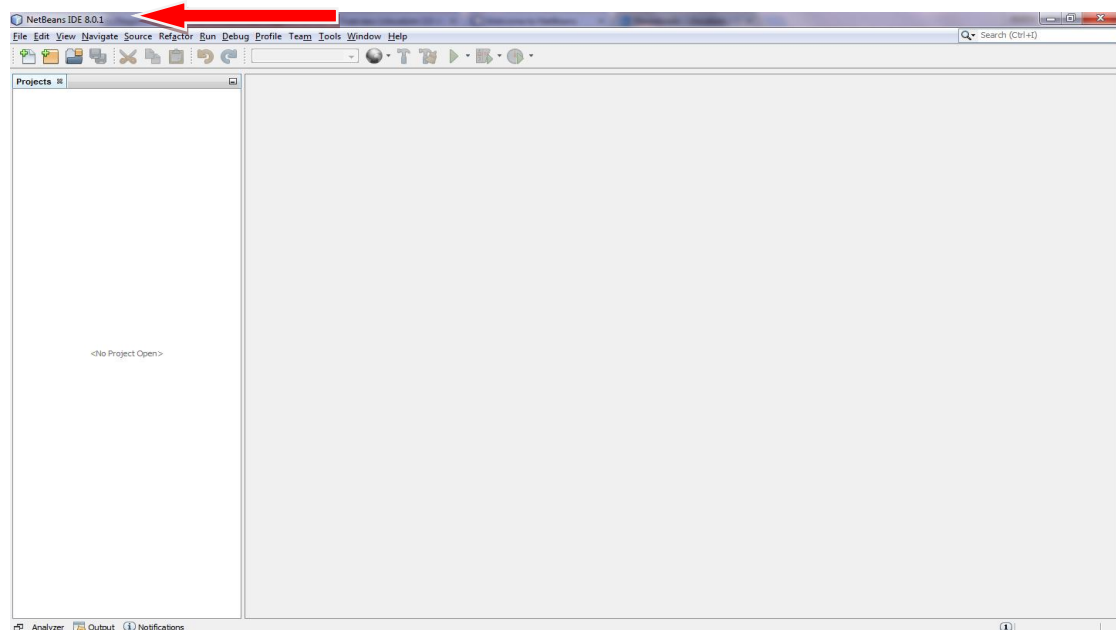 NetBeans IDE 8.0.1
File Edit View Navigate Source Refactor Run Debug Profile Team Tools Window Help
Search (Ctrl+I)
Projects
<No Project Open>
Analyzer Output Notifications
1